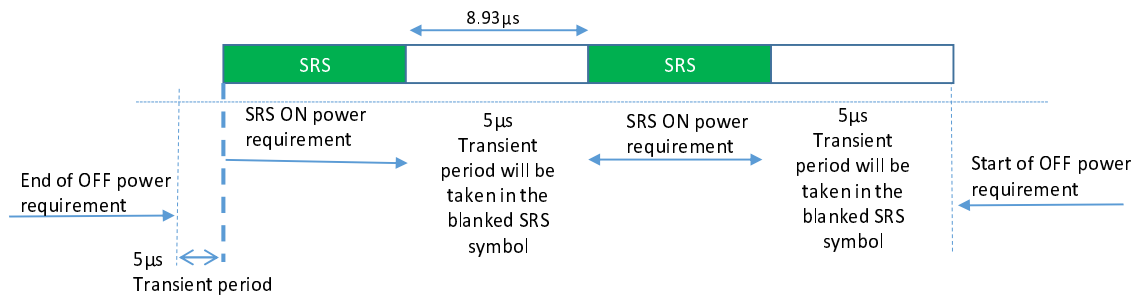 8.93µs
SRS
SRS
SRS ON power
requirement
5µs
Transient
period will be
taken in the
blanked SRS
symbol
SRS ON power
requirement
5µs
Transient
period will be
taken in the
blanked SRS
symbol
End of OFF power
requirement
Start of OFF power
requirement
5µs
Transient period